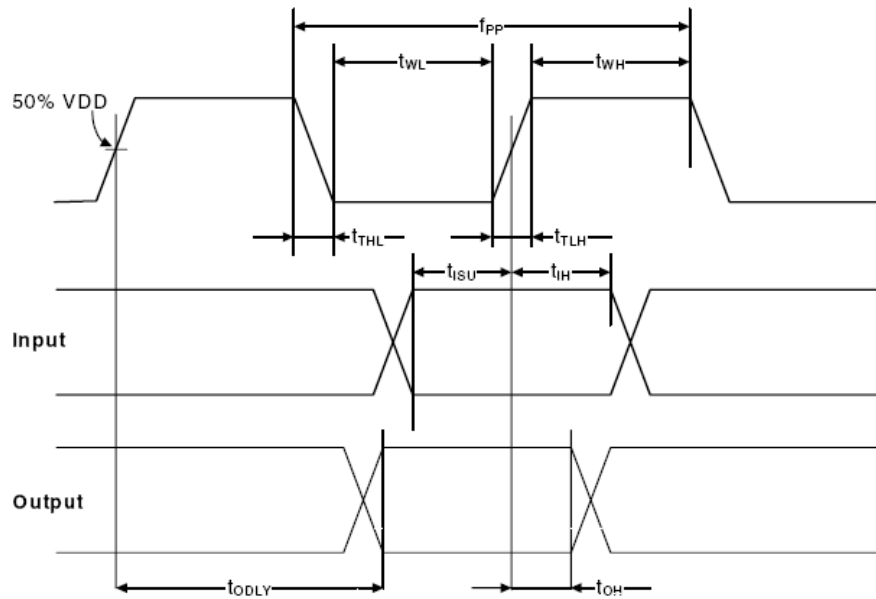 fPP
tWL
tWH
50% VDD
tTHL
tTLH
tISU
tIH
Input
Output
tODLY
tOH